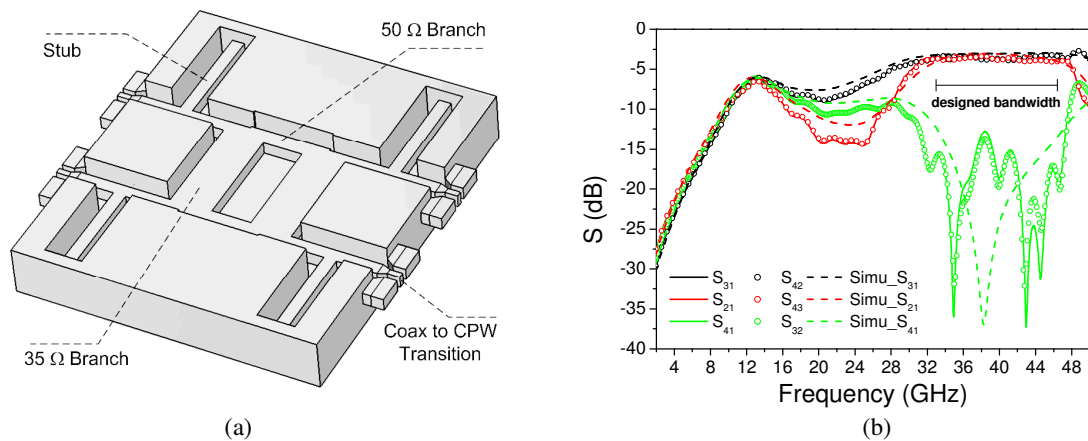 Stub
50 Ω Branch
35 Ω Branch
Coax to CPW
Transition
(a)
S (dB)
0
-5
-10
-15
-20
-25
-30
-35
-40
designed bandwidth
S31 S42 Simu_S31
S21 S43 Simu_S21
S41 S32 Simu_S41
4 8 12 16 20 24 28 32 36 40 44 48
Frequency (GHz)
(b)